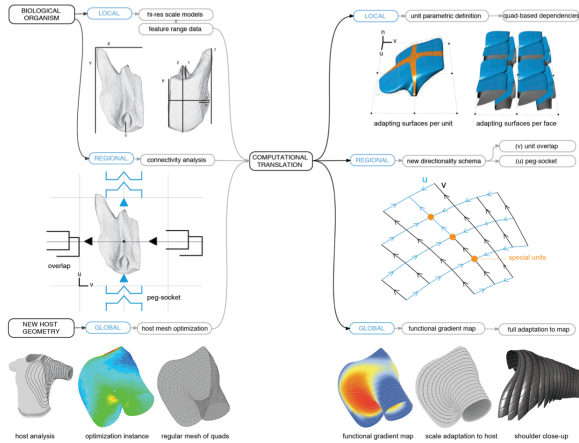 BIOLOGICAL
ORGANISM
LOCAL
hi-res scale models
feature range data
REGIONAL
connectivity analysis
overlap
u
v
peg-socket
NEW HOST
GEOMETRY
GLOBAL
host mesh optimization
host analysis
optimization instance
regular mesh of quads
COMPUTATIONAL
TRANSLATION
LOCAL
unit parametric definition
quad-based dependencies
n
v
u
adapting surfaces per unit
adapting surfaces per face
REGIONAL
new directionality schema
(v) unit overlap
(u) peg-socket
u
v
special units
GLOBAL
functional gradient map
full adaptation to map
functional gradient map
scale adaptation to host
shoulder close-up